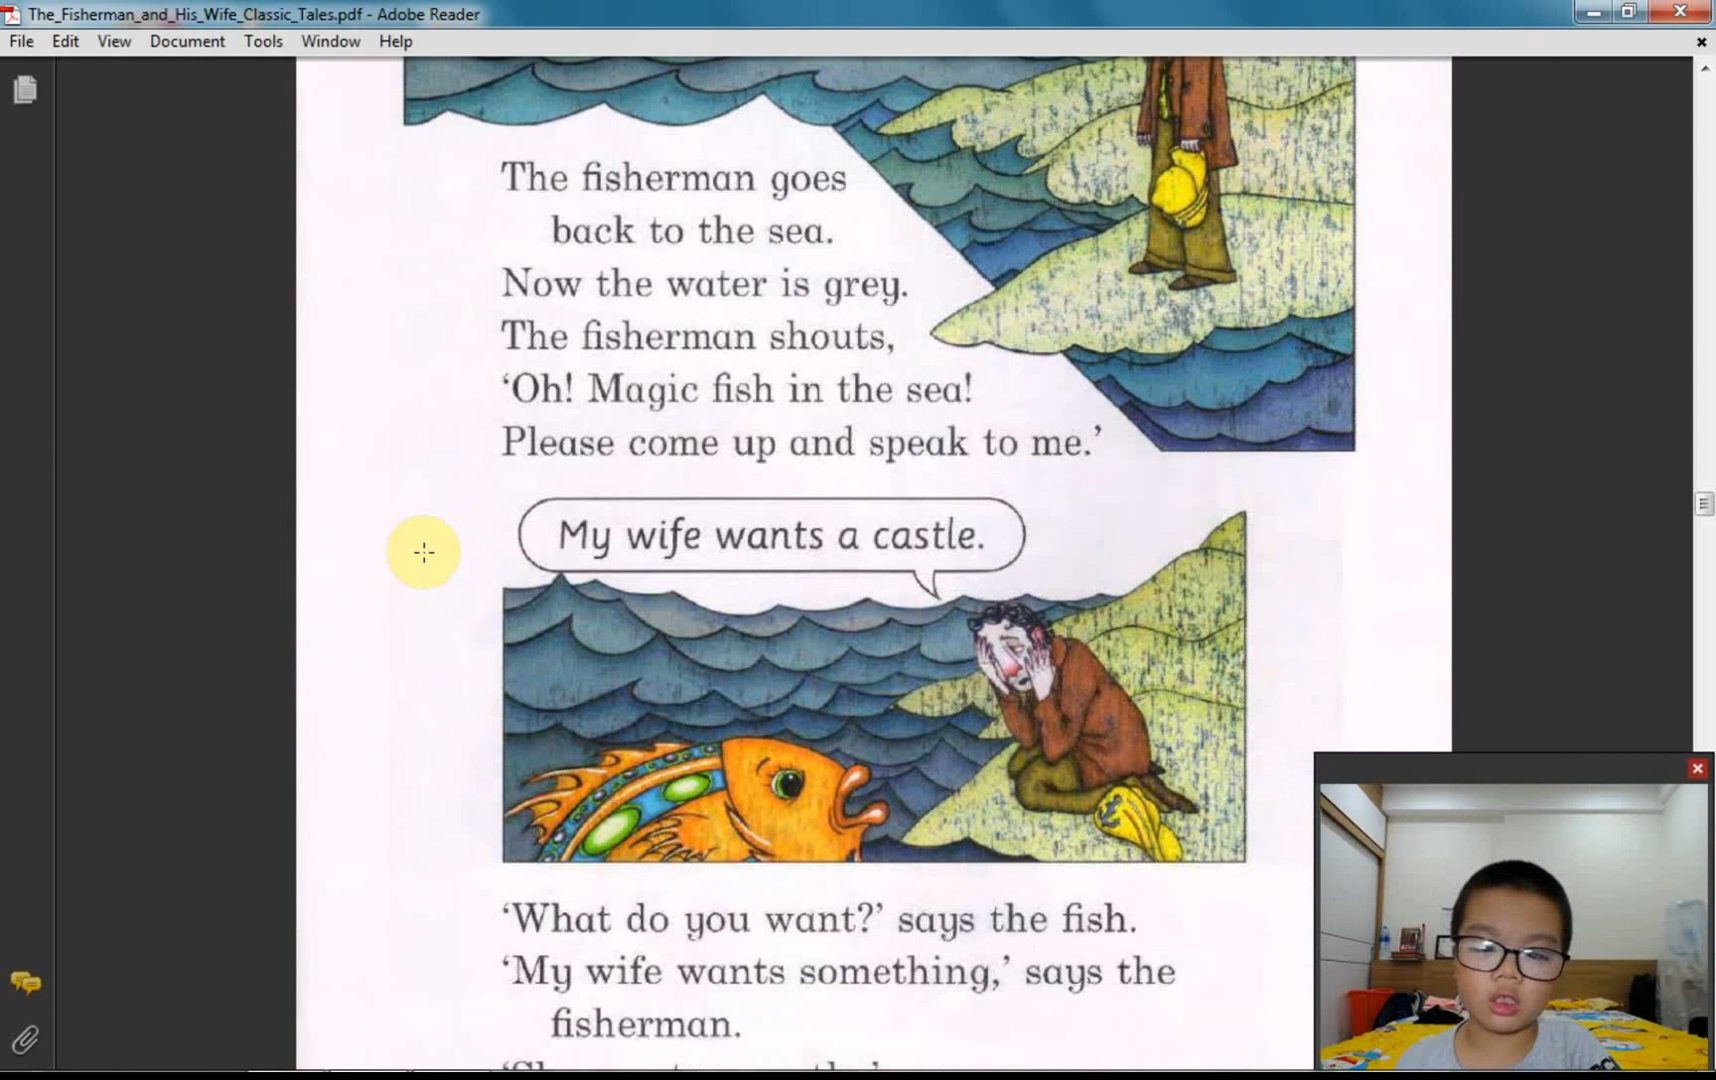 The_Fisherman_and_His_Wife_Classic_Tales.pdf - Adobe Reader
File Edit View Document Tools Window Help
The fisherman goes
back to the sea.
Now the water is grey.
The fisherman shouts,
‘Oh! Magic fish in the sea!
Please come up and speak to me.’
My wife wants a castle.
‘What do you want?’ says the fish.
‘My wife wants something,’ says the
fisherman.